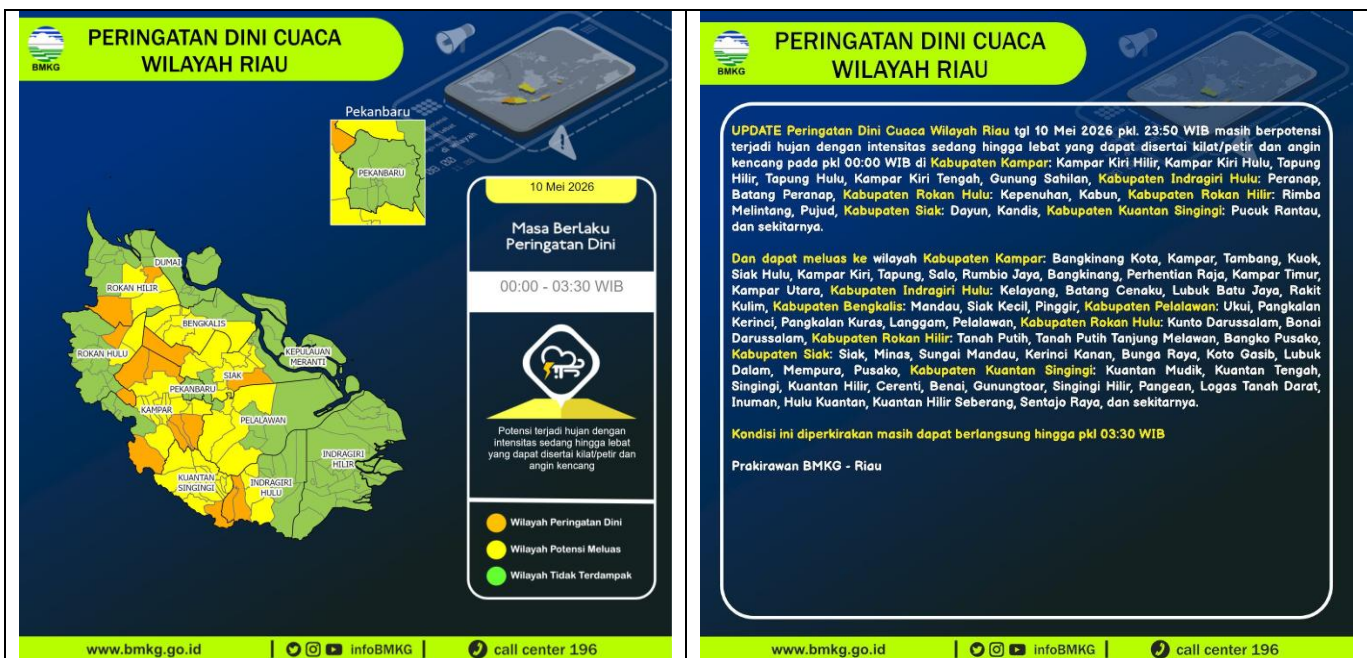 BMKG
PERINGATAN DINI CUACA
WILAYAH RIAU
Pekanbaru
PEKANBARU
DUMAI
ROKAN HILIR
BENGKALIS
ROKAN HULU
KEPULAUAN
MERANTI
SIAK
PEKANBARU
KAMPAR
PELALAWAN
INDRAGIRI
HILIR
KUANTAN
SINGINGI
INDRAGIRI
HULU
10 Mei 2026
Masa Berlaku
Peringatan Dini
00:00 - 03:30 WIB
Potensi terjadi hujan dengan
intensitas sedang hingga lebat
yang dapat disertai kilat/petir dan
angin kencang
Wilayah Peringatan Dini
Wilayah Potensi Meluas
Wilayah Tidak Terdampak
www.bmkg.go.id
infoBMKG
call center 196
BMKG
PERINGATAN DINI CUACA
WILAYAH RIAU
UPDATE Peringatan Dini Cuaca Wilayah Riau tgl 10 Mei 2026 pkl. 23:50 WIB masih berpotensi
terjadi hujan dengan intensitas sedang hingga lebat yang dapat disertai kilat/petir dan angin
kencang pada pkl 00:00 WIB di Kabupaten Kampar: Kampar Kiri Hilir, Kampar Kiri Hulu, Tapung
Hilir, Tapung Hulu, Kampar Kiri Tengah, Gunung Sahilan, Kabupaten Indragiri Hulu: Peranap,
Batang Peranap, Kabupaten Rokan Hulu: Kepenuhan, Kabun, Kabupaten Rokan Hilir: Rimba
Melintang, Pujud, Kabupaten Siak: Dayun, Kandis, Kabupaten Kuantan Singingi: Pucuk Rantau,
dan sekitarnya.
Dan dapat meluas ke wilayah Kabupaten Kampar: Bangkinang Kota, Kampar, Tambang, Kuok,
Siak Hulu, Kampar Kiri, Tapung, Salo, Rumbio Jaya, Bangkinang, Perhentian Raja, Kampar Timur,
Kampar Utara, Kabupaten Indragiri Hulu: Kelayang, Batang Cenaku, Lubuk Batu Jaya, Rakit
Kulim, Kabupaten Bengkalis: Mandau, Siak Kecil, Pinggir, Kabupaten Pelalawan: Ukui, Pangkalan
Kerinci, Pangkalan Kuras, Langgam, Pelalawan, Kabupaten Rokan Hulu: Kunto Darussalam, Bonai
Darussalam, Kabupaten Rokan Hilir: Tanah Putih, Tanah Putih Tanjung Melawan, Bangko Pusako,
Kabupaten Siak: Siak, Minas, Sungai Mandau, Kerinci Kanan, Bunga Raya, Koto Gasib, Lubuk
Dalam, Mempura, Pusako, Kabupaten Kuantan Singingi: Kuantan Mudik, Kuantan Tengah,
Singingi, Kuantan Hilir, Cerenti, Benai, Gunungtoar, Singingi Hilir, Pangean, Logas Tanah Darat,
Inuman, Hulu Kuantan, Kuantan Hilir Seberang, Sentajo Raya, dan sekitarnya.
Kondisi ini diperkirakan masih dapat berlangsung hingga pkl 03:30 WIB
Prakirawan BMKG - Riau
www.bmkg.go.id
infoBMKG
call center 196